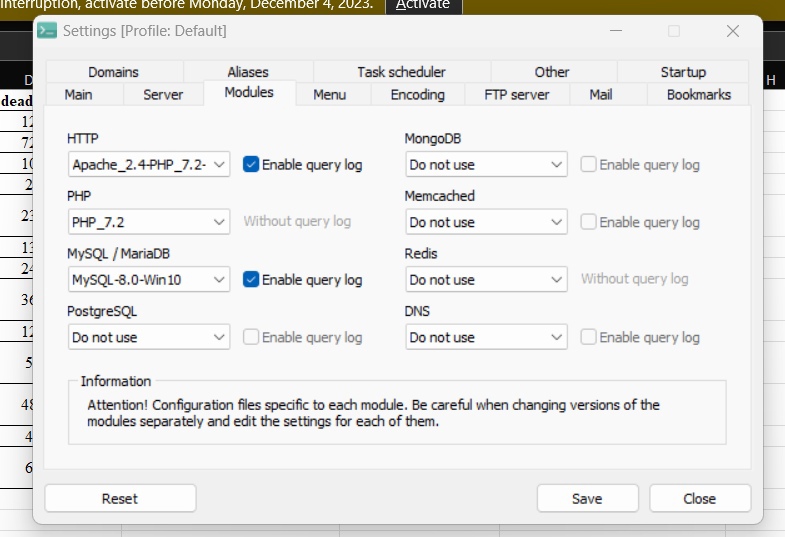 interruption, activate before Monday, December 4, 2023. Activate
Settings [Profile: Default]
Domains Aliases Task scheduler Other Startup
Main Server Modules Menu Encoding FTP server Mail Bookmarks
D
H
dead
HTTP
Apache_2.4-PHP_7.2- Enable query log
PHP
PHP_7.2 Without query log
MySQL / MariaDB
MySQL-8.0-Win10 Enable query log
PostgreSQL
Do not use Enable query log
MongoDB
Do not use Enable query log
Memcached
Do not use Enable query log
Redis
Do not use Without query log
DNS
Do not use Enable query log
Information
Attention! Configuration files specific to each module. Be careful when changing versions of the
modules separately and edit the settings for each of them.
Reset Save Close
12
72
10
2
23
13
24
36
12
5
48
4
6